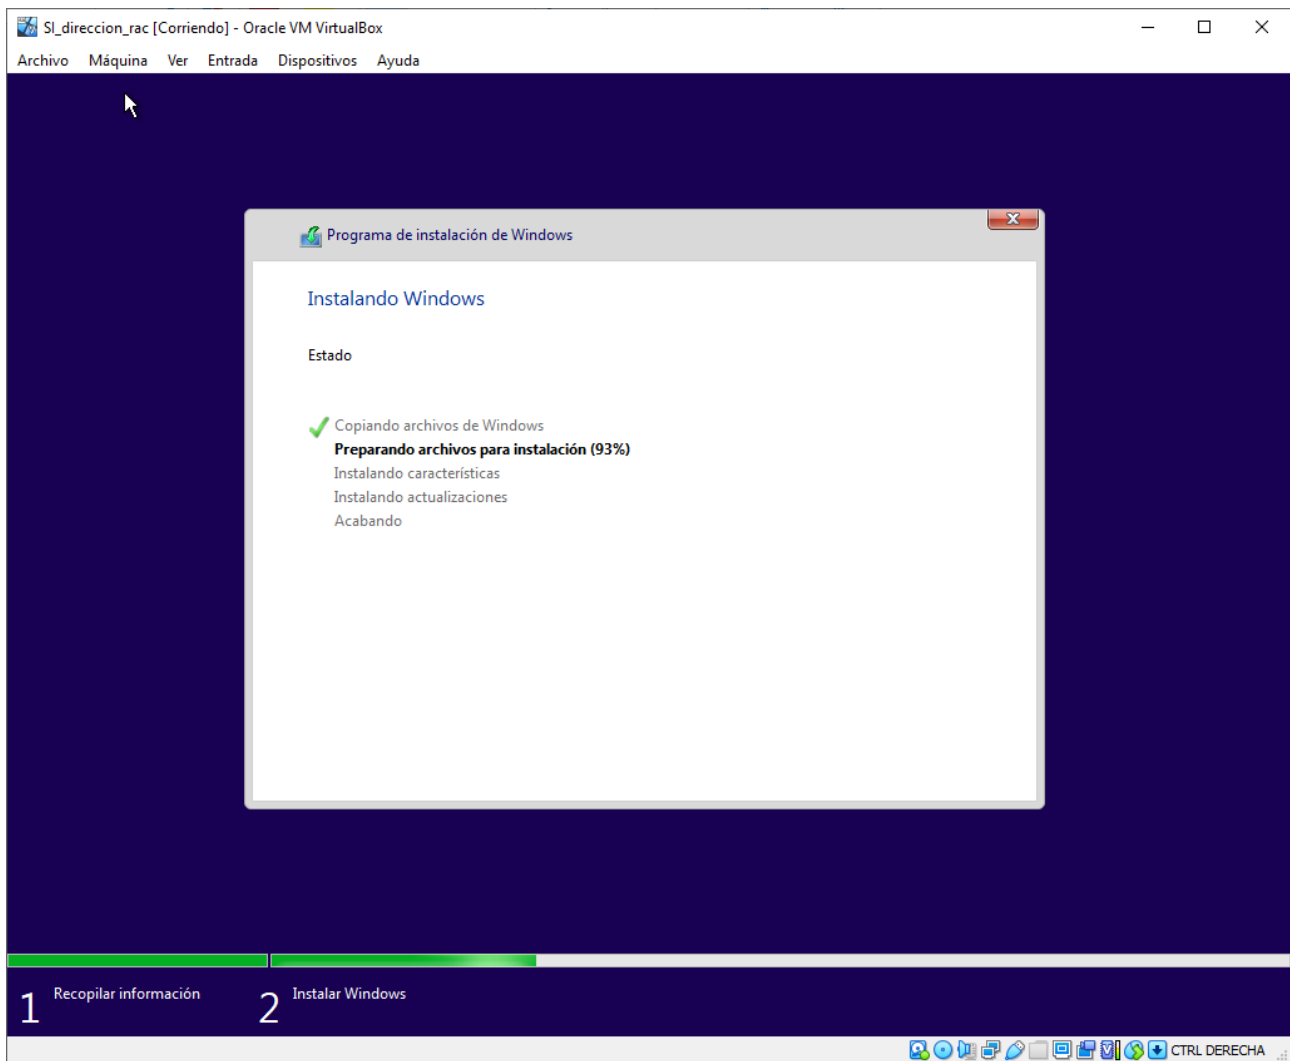 SI_direccion_rac [Corriendo] - Oracle VM VirtualBox
Archivo Máquina Ver Entrada Dispositivos Ayuda
Programa de instalación de Windows
Instalando Windows
Estado
Copiando archivos de Windows
Preparando archivos para instalación (93%)
Instalando características
Instalando actualizaciones
Acabando
1 Recopilar información 2 Instalar Windows
CTRL DERECHA